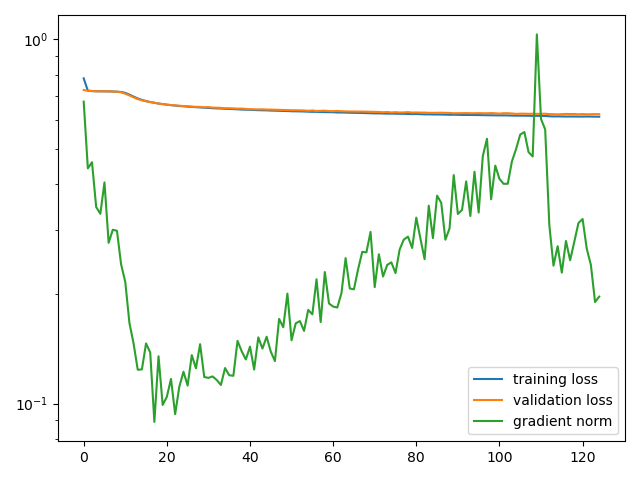 10⁰
10⁻¹
0 20 40 60 80 100 120
training loss
validation loss
gradient norm